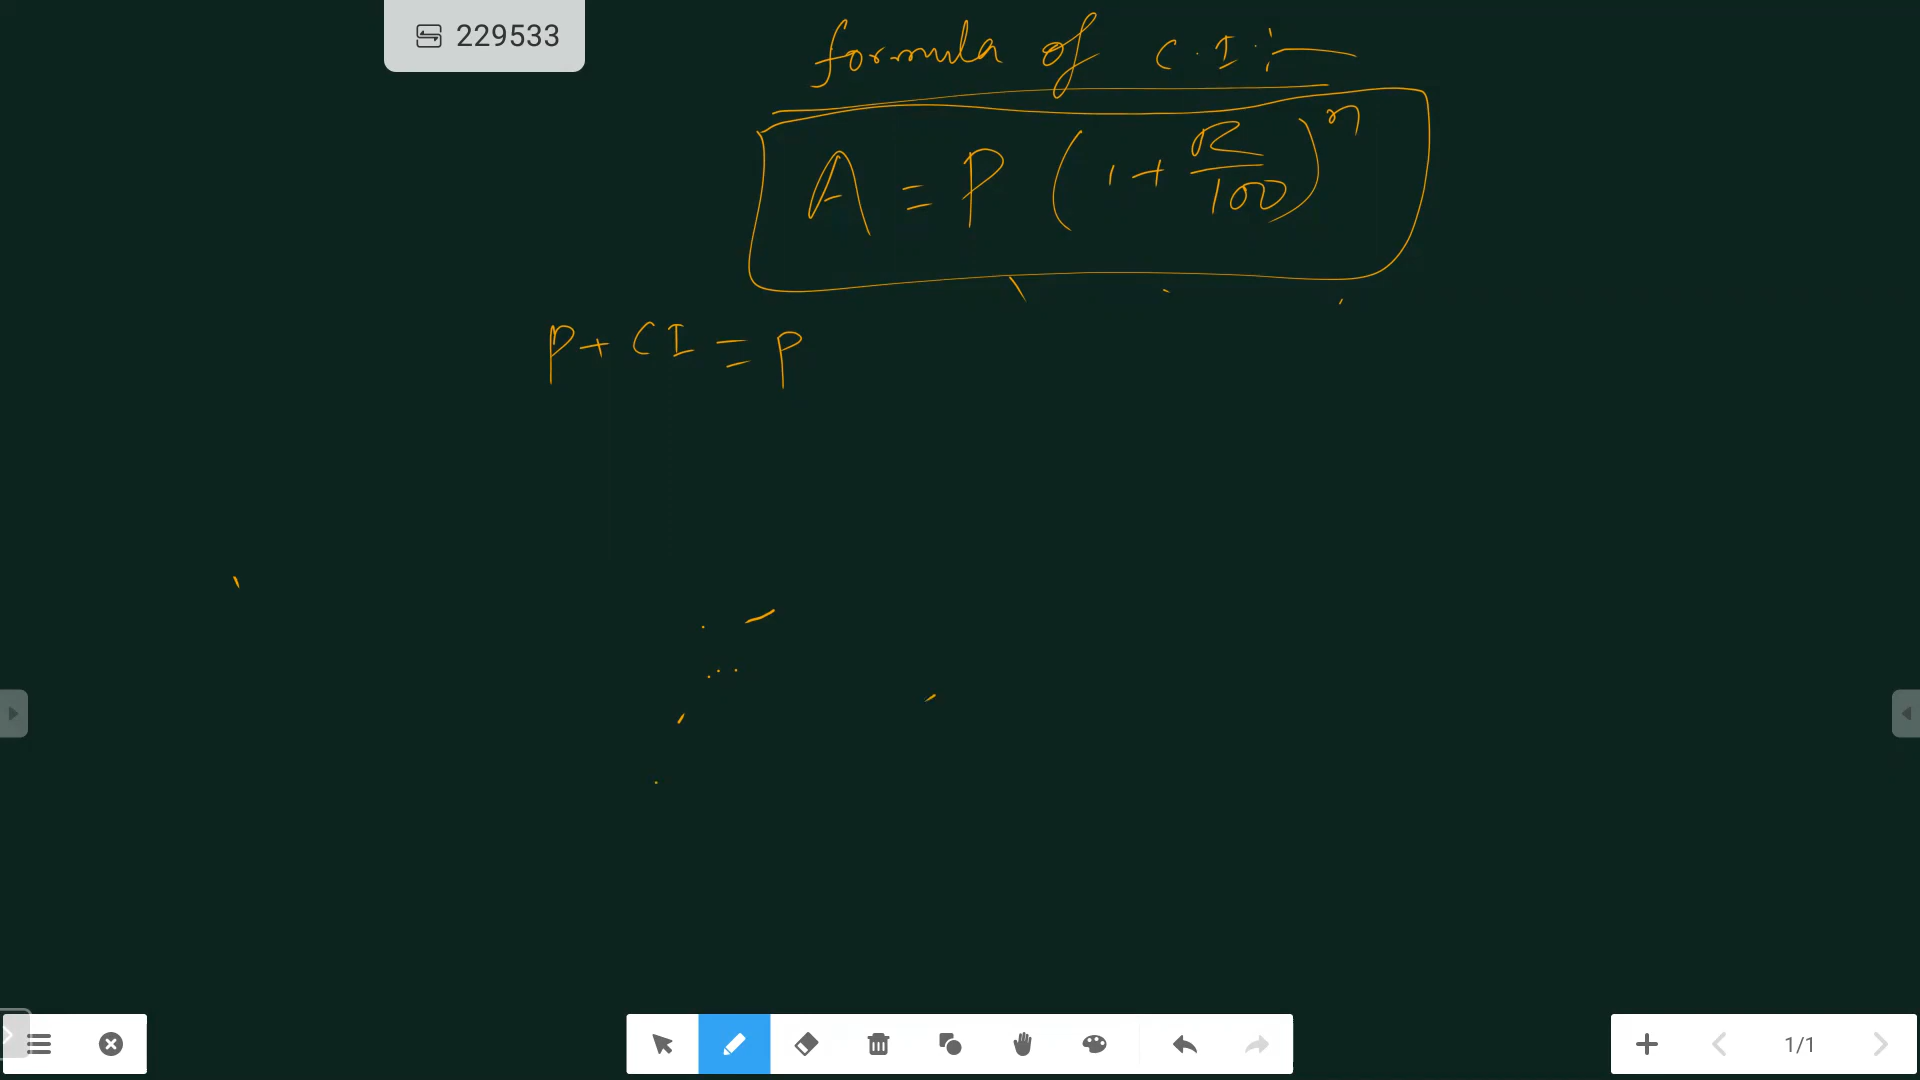 229533
formula of C.I :-
A = P (1 + R/100)^n
P + CI = P
1/1